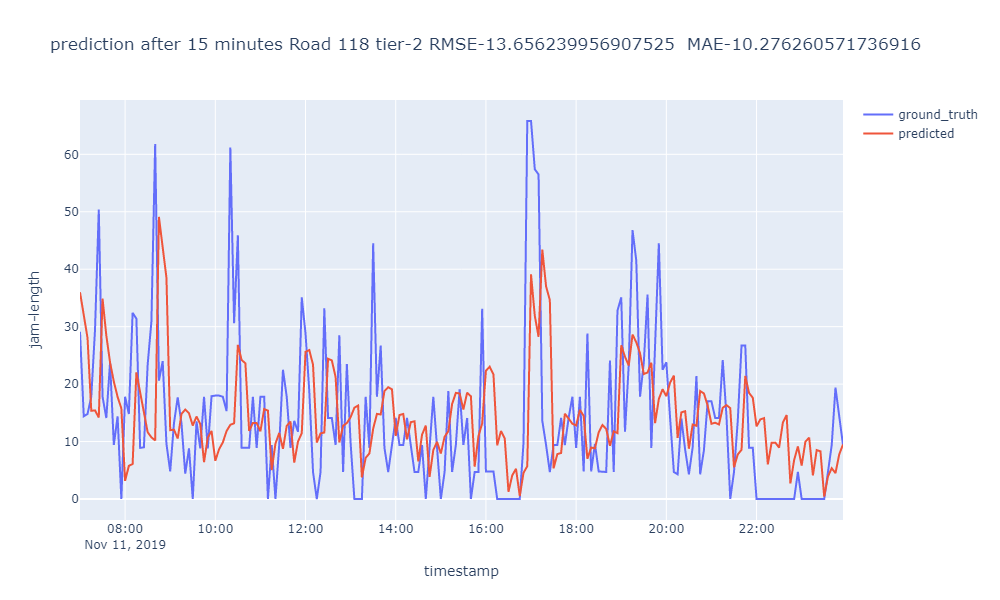 prediction after 15 minutes Road 118 tier-2 RMSE-13.656239956907525  MAE-10.276260571736916
ground_truth
predicted
jam-length
60
50
40
30
20
10
0
08:00 10:00 12:00 14:00 16:00 18:00 20:00 22:00
Nov 11, 2019
timestamp